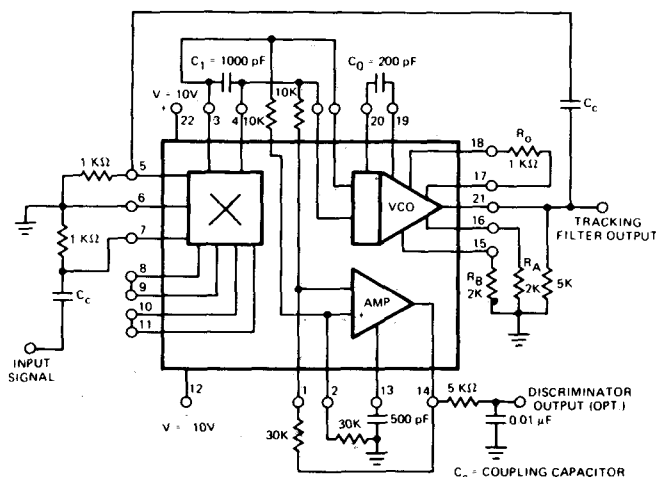 C1 = 1000 pF
C0 = 200 pF
V = 10V
+
22
3
4
10K
10K
20
19
Cc
1 KΩ
5
18
R0
1 KΩ
17
6
VCO
21
TRACKING
FILTER OUTPUT
16
1 KΩ
7
15
8
9
RB
2K
RA
2K
5K
10
11
AMP
+
Cc
INPUT
SIGNAL
12
1
2
13
14
5 KΩ
DISCRIMINATOR
OUTPUT (OPT.)
V = 10V
30K
30K
500 pF
0.01 μF
Cc = COUPLING CAPACITOR